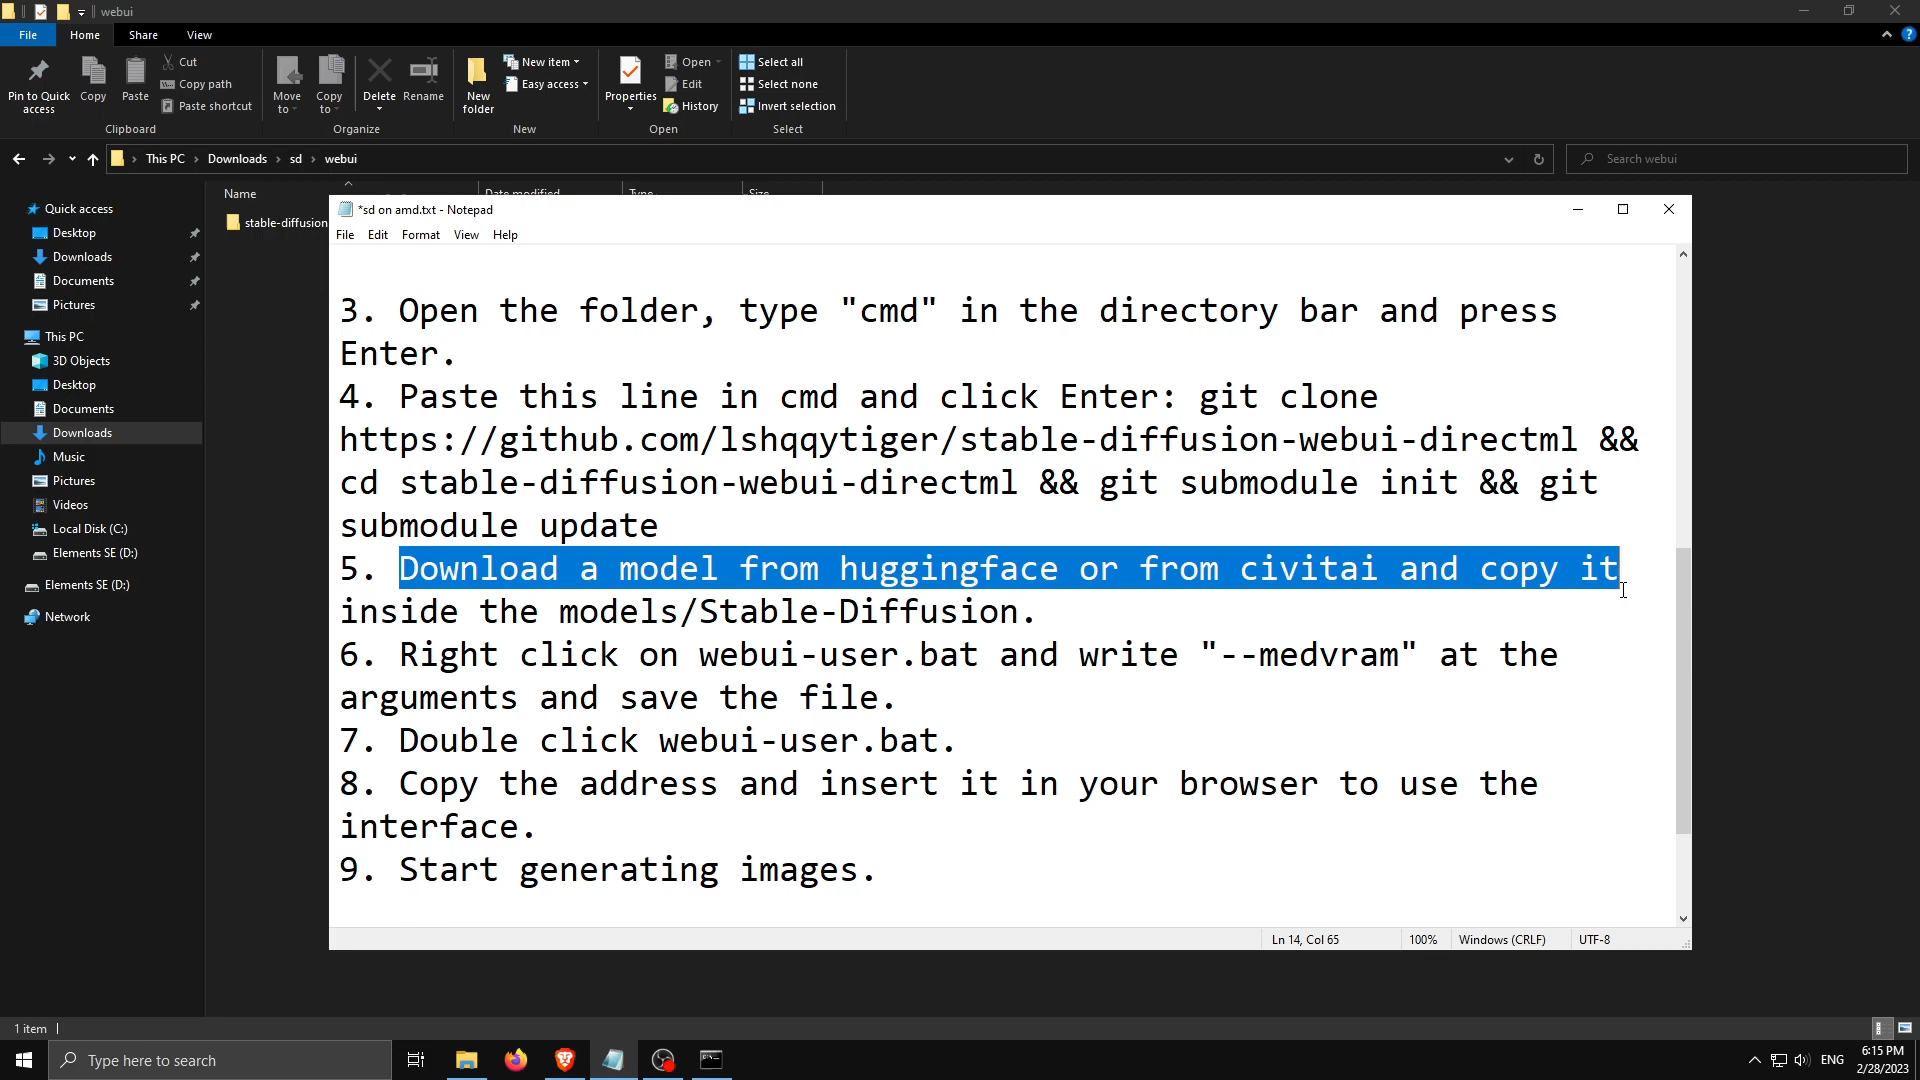 webui
File Home Share View
Pin to Quick access
Copy
Paste
Cut
Copy path
Paste shortcut
Clipboard
Move to
Copy to
Delete
Rename
Organize
New folder
New item
Easy access
New
Properties
Open
Edit
History
Open
Select all
Select none
Invert selection
Select
This PC > Downloads > sd > webui
Search webui
Name Date modified Type Size
stable-diffusion
Quick access
Desktop
Downloads
Documents
Pictures
This PC
3D Objects
Desktop
Documents
Downloads
Music
Pictures
Videos
Local Disk (C:)
Elements SE (D:)
Elements SE (D:)
Network
*sd on amd.txt - Notepad
File Edit Format View Help
3. Open the folder, type "cmd" in the directory bar and press
Enter.
4. Paste this line in cmd and click Enter: git clone
https://github.com/lshqqytiger/stable-diffusion-webui-directml &&
cd stable-diffusion-webui-directml && git submodule init && git
submodule update
5. Download a model from huggingface or from civitai and copy it
inside the models/Stable-Diffusion.
6. Right click on webui-user.bat and write "--medvram" at the
arguments and save the file.
7. Double click webui-user.bat.
8. Copy the address and insert it in your browser to use the
interface.
9. Start generating images.
Ln 14, Col 65 100% Windows (CRLF) UTF-8
1 item
Type here to search
ENG
6:15 PM
2/28/2023